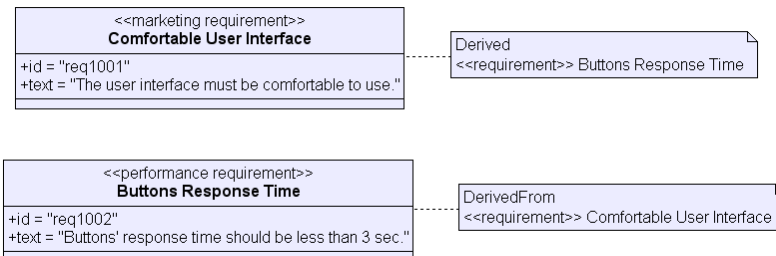 <<marketing requirement>>
Comfortable User Interface
+id = "req1001"
+text = "The user interface must be comfortable to use."
Derived
<<requirement>> Buttons Response Time
<<performance requirement>>
Buttons Response Time
+id = "req1002"
+text = "Buttons' response time should be less than 3 sec."
DerivedFrom
<<requirement>> Comfortable User Interface